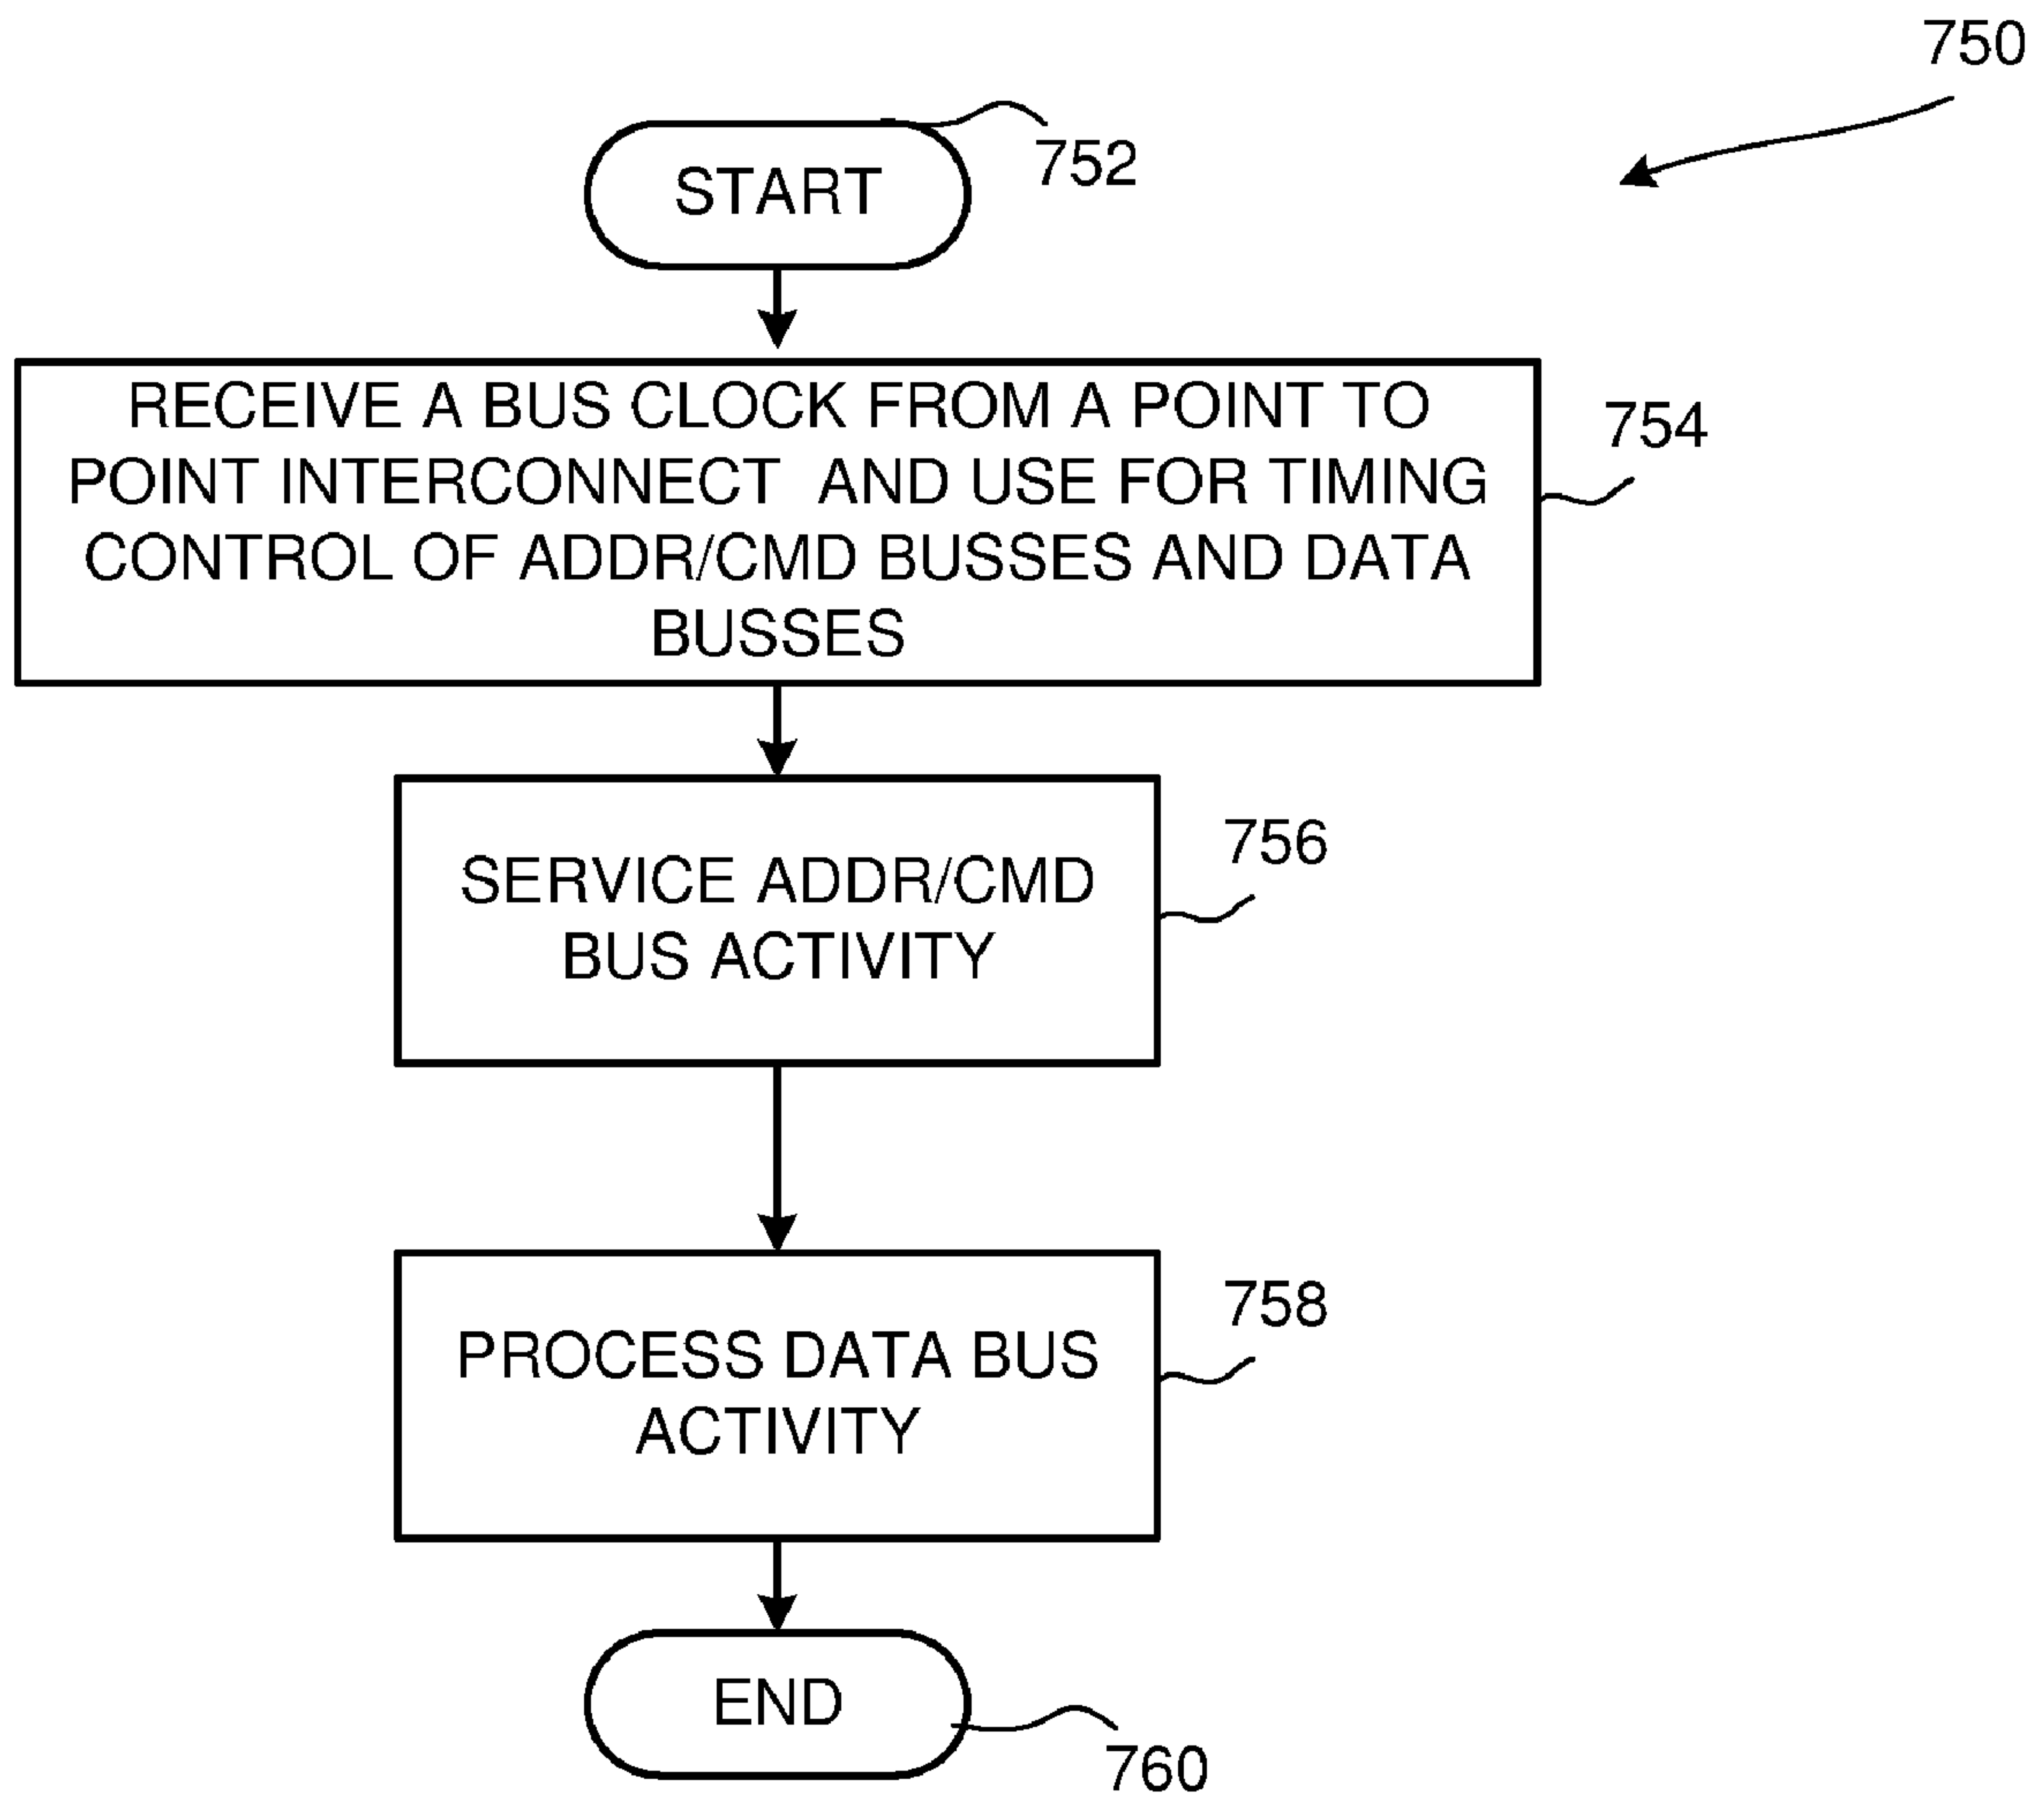 750
START
752
RECEIVE A BUS CLOCK FROM A POINT TO
POINT INTERCONNECT AND USE FOR TIMING
CONTROL OF ADDR/CMD BUSSES AND DATA
BUSSES
754
SERVICE ADDR/CMD
BUS ACTIVITY
756
PROCESS DATA BUS
ACTIVITY
758
END
760